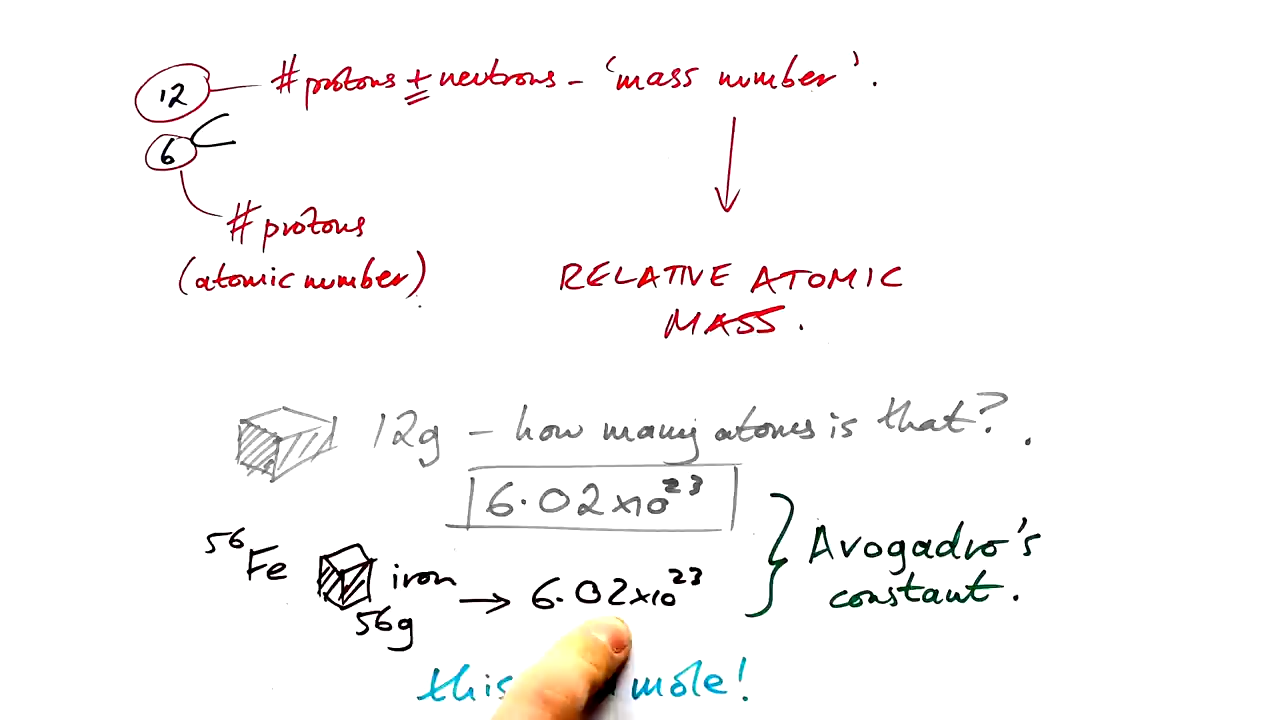 12 — #protons + neutrons - 'mass number'.
6 C
#protons
(atomic number)
RELATIVE ATOMIC
MASS.
12g - how many atoms is that?.
6.02x10²³
⁵⁶Fe iron → 6.02x10²³
56g
} Avogadro's
constant.
this mole!